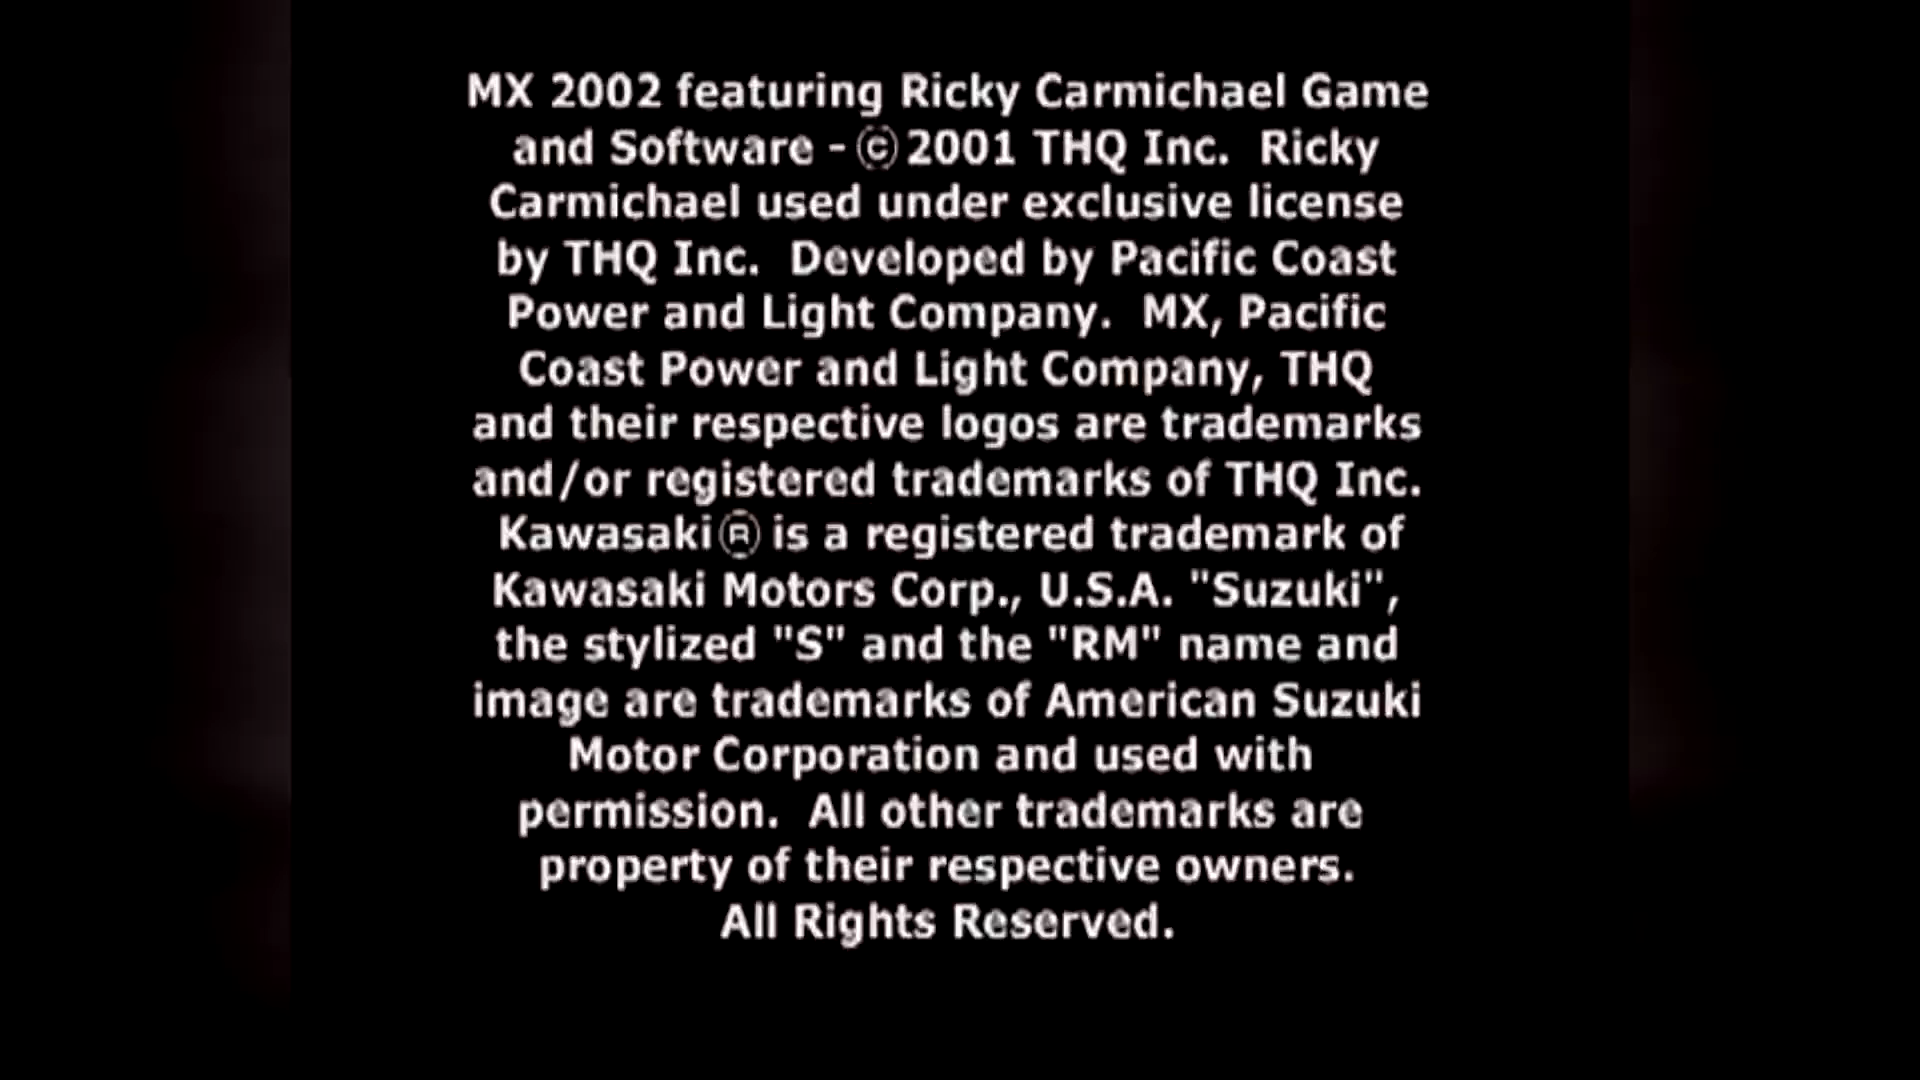 MX 2002 featuring Ricky Carmichael Game
and Software - ©2001 THQ Inc.  Ricky
Carmichael used under exclusive license
by THQ Inc.  Developed by Pacific Coast
Power and Light Company.  MX, Pacific
Coast Power and Light Company, THQ
and their respective logos are trademarks
and/or registered trademarks of THQ Inc.
Kawasaki® is a registered trademark of
Kawasaki Motors Corp., U.S.A. "Suzuki",
the stylized "S" and the "RM" name and
image are trademarks of American Suzuki
Motor Corporation and used with
permission.  All other trademarks are
property of their respective owners.
All Rights Reserved.